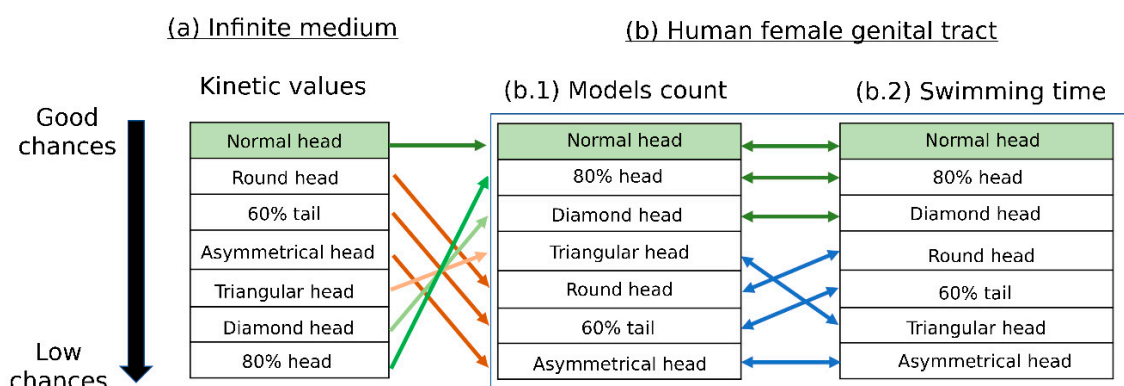 (a) Infinite medium
(b) Human female genital tract
Kinetic values
(b.1) Models count
(b.2) Swimming time
Good
chances
Low
chances
Normal head
Round head
60% tail
Asymmetrical head
Triangular head
Diamond head
80% head
Normal head
80% head
Diamond head
Triangular head
Round head
60% tail
Asymmetrical head
Normal head
80% head
Diamond head
Round head
60% tail
Triangular head
Asymmetrical head